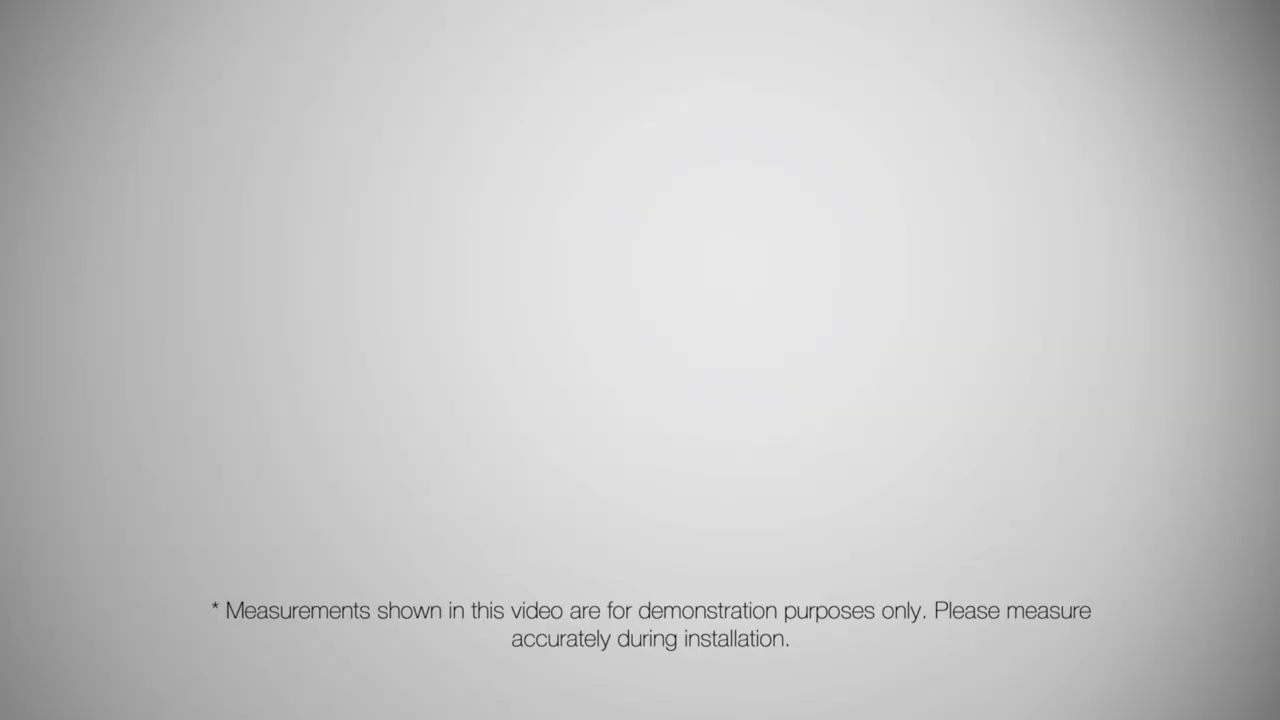 * Measurements shown in this video are for demonstration purposes only. Please measure
accurately during installation.